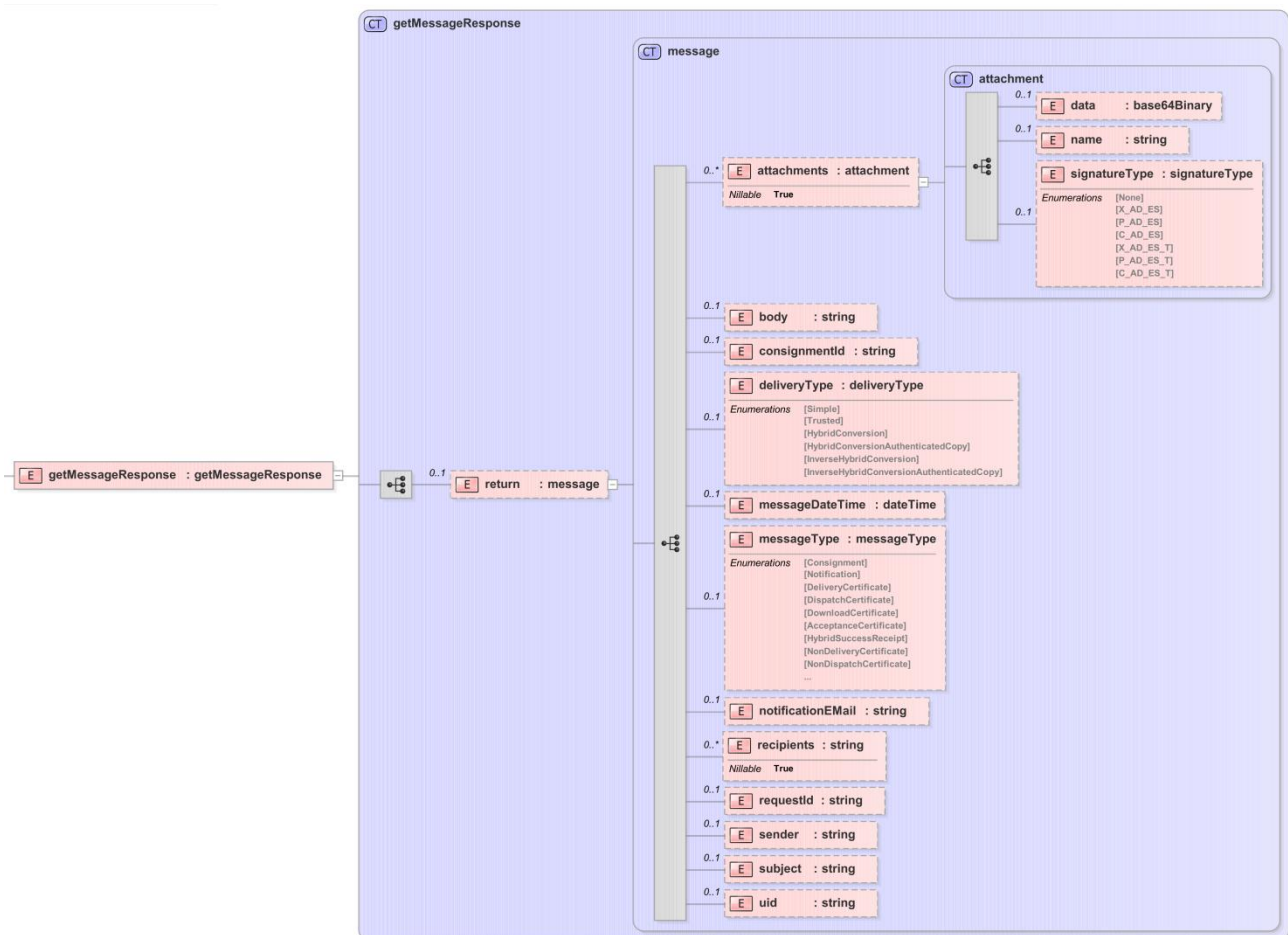 CT getMessageResponse
CT message
CT attachment
0..1
E data : base64Binary
0..1
E name : string
E signatureType : signatureType
0..1
Enumerations [None]
[X_AD_ES]
[P_AD_ES]
[C_AD_ES]
[X_AD_ES_T]
[P_AD_ES_T]
[C_AD_ES_T]
0..*
E attachments : attachment
Nillable True
0..1
E body : string
0..1
E consignmentId : string
E deliveryType : deliveryType
0..1
Enumerations [Simple]
[Trusted]
[HybridConversion]
[HybridConversionAuthenticatedCopy]
[InverseHybridConversion]
[InverseHybridConversionAuthenticatedCopy]
E getMessageResponse : getMessageResponse
0..1
E return : message
0..1
E messageDateTime : dateTime
E messageType : messageType
0..1
Enumerations [Consignment]
[Notification]
[DeliveryCertificate]
[DispatchCertificate]
[DownloadCertificate]
[AcceptanceCertificate]
[HybridSuccessReceipt]
[NonDeliveryCertificate]
[NonDispatchCertificate]
...
0..1
E notificationEMail : string
0..*
E recipients : string
Nillable True
0..1
E requestId : string
0..1
E sender : string
0..1
E subject : string
0..1
E uid : string